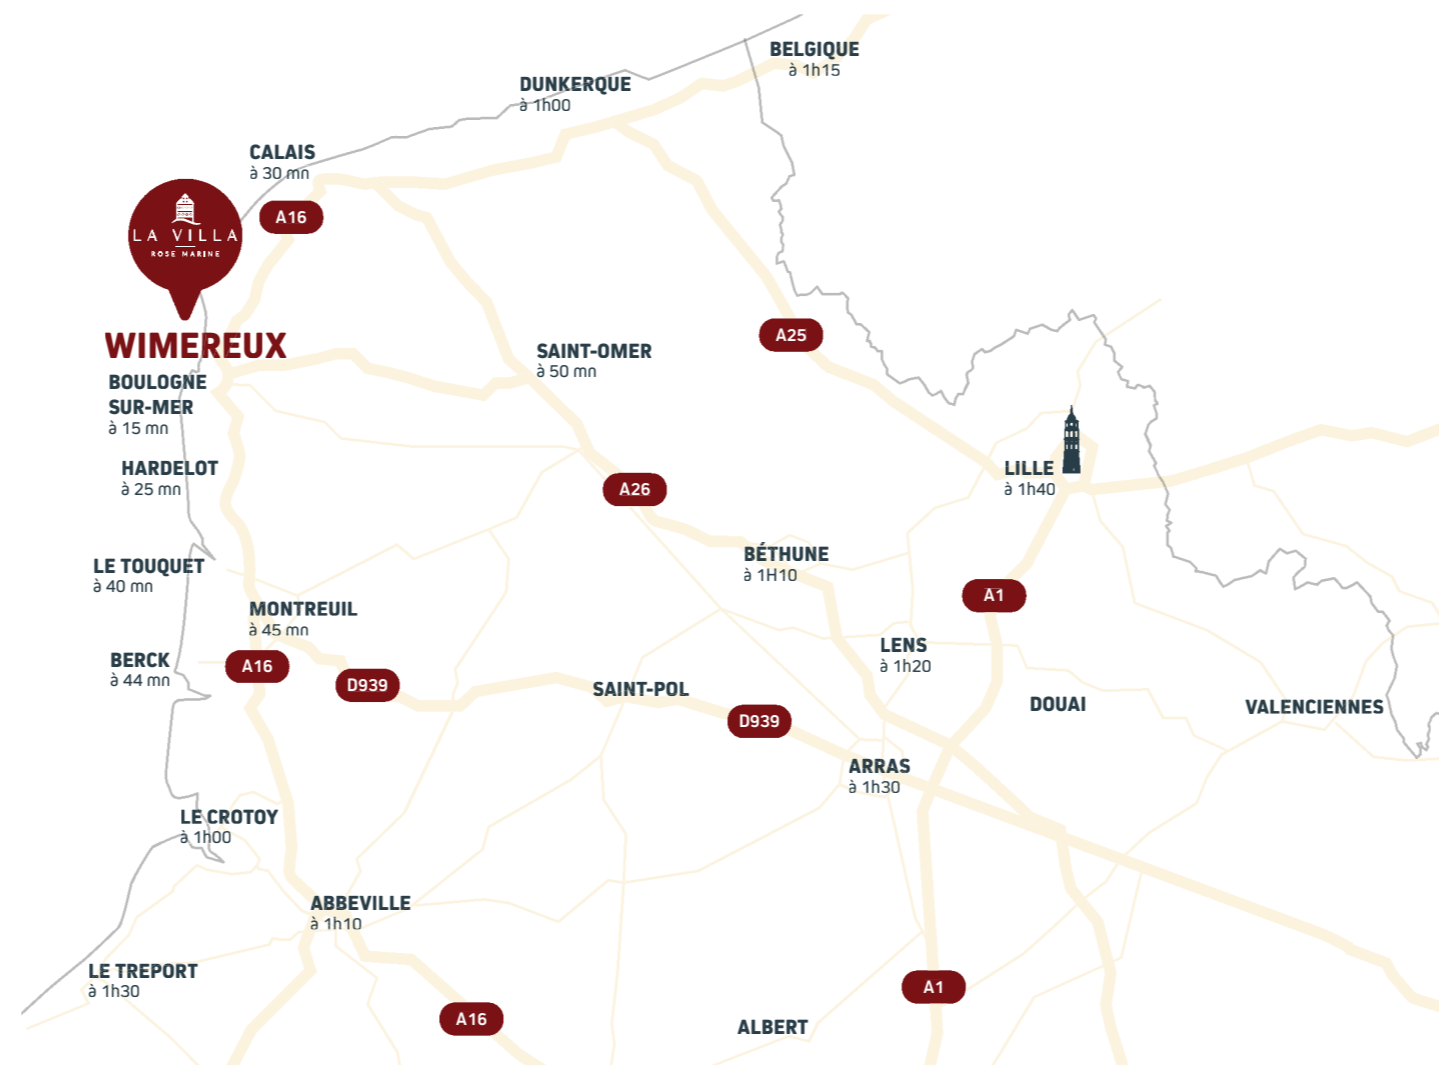 BELGIQUE
à 1h15
DUNKERQUE
à 1h00
CALAIS
à 30 mn
A16
LA VILLA
ROSE MARINE
WIMEREUX
A25
SAINT-OMER
à 50 mn
BOULOGNE
SUR-MER
à 15 mn
HARDELOT
à 25 mn
LILLE
à 1h40
A26
BÉTHUNE
à 1H10
LE TOUQUET
à 40 mn
A1
MONTREUIL
à 45 mn
LENS
à 1h20
BERCK
à 44 mn
A16
D939
SAINT-POL
DOUAI
VALENCIENNES
D939
ARRAS
à 1h30
LE CROTOY
à 1h00
ABBEVILLE
à 1h10
LE TREPORT
à 1h30
A1
A16
ALBERT